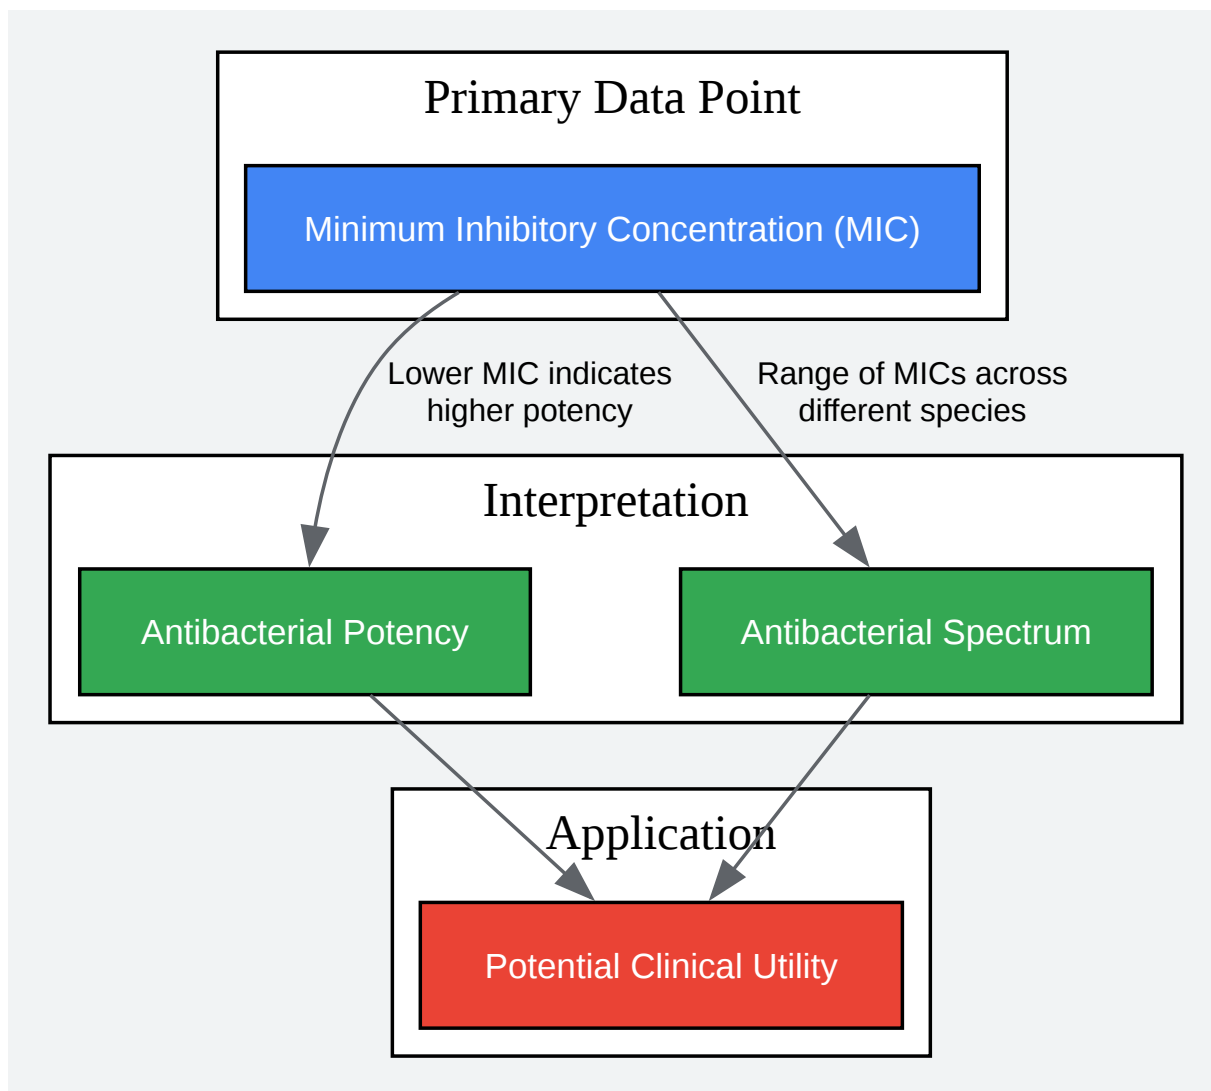 Primary Data Point
Minimum Inhibitory Concentration (MIC)
Lower MIC indicates
higher potency
Range of MICs across
different species
Interpretation
Antibacterial Potency
Antibacterial Spectrum
Application
Potential Clinical Utility